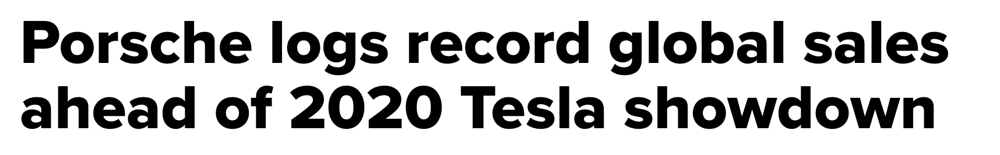 Porsche logs record global sales
ahead of 2020 Tesla showdown